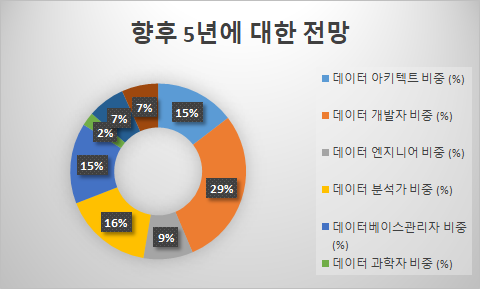 향후 5년에 대한 전망
7%
7%
15%
2%
15%
29%
16%
9%
데이터 아키텍트 비중 (%)
데이터 개발자 비중 (%)
데이터 엔지니어 비중 (%)
데이터 분석가 비중 (%)
데이터베이스관리자 비중
(%)
데이터 과학자 비중 (%)